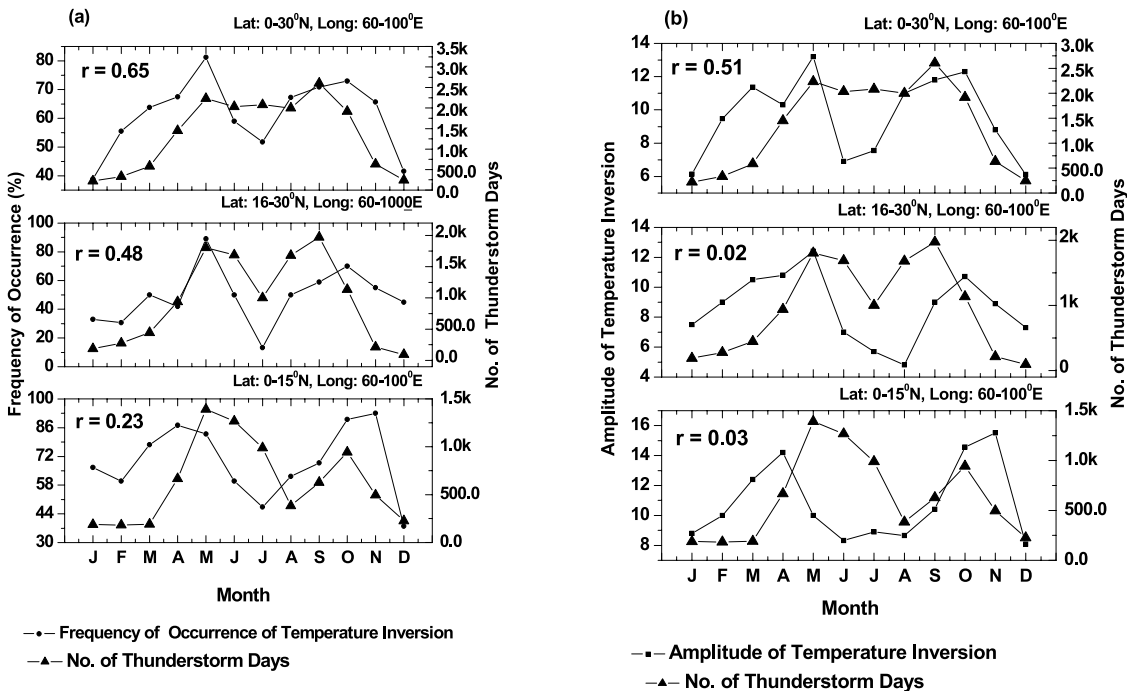 (a)
Lat: 0-30⁰N, Long: 60-100⁰E
r = 0.65
80
70
60
50
40
3.5k
3.0k
2.5k
2.0k
1.5k
1.0k
500.0
0.0
Lat: 16-30⁰N, Long: 60-1000E
r = 0.48
100
80
60
40
20
0
2.0k
1.5k
1.0k
500.0
0.0
Lat: 0-15⁰N, Long: 60-100⁰E
r = 0.23
100
86
72
58
44
30
1.5k
1.0k
500.0
0.0
J F M A M J J A S O N D
Month
Frequency of Occurrence (%)
No. of Thunderstorm Days
Frequency of Occurrence of Temperature Inversion
No. of Thunderstorm Days
(b)
Lat: 0-30⁰N, Long: 60-100⁰E
r = 0.51
14
12
10
8
6
3.0k
2.5k
2.0k
1.5k
1.0k
500.0
0.0
Lat: 16-30⁰N, Long: 60-100⁰E
r = 0.02
14
12
10
8
6
4
2k
1k
0
Lat: 0-15⁰N, Long: 60-100⁰E
r = 0.03
16
14
12
10
8
1.5k
1.0k
500.0
0.0
J F M A M J J A S O N D
Month
Amplitude of Temperature Inversion
No. of Thunderstorm Days
Amplitude of Temperature Inversion
No. of Thunderstorm Days